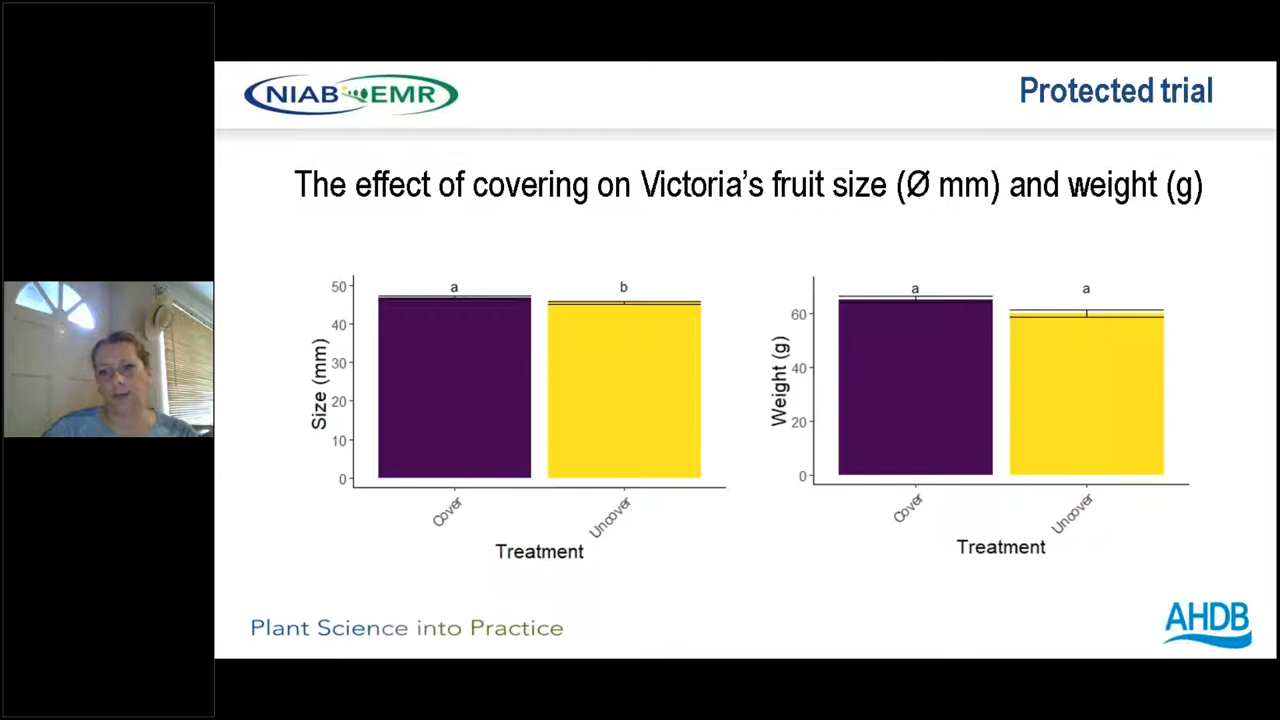 NIAB EMR
Protected trial
The effect of covering on Victoria's fruit size (Ø mm) and weight (g)
Size (mm)
50
40
30
20
10
0
a
b
Cover
Uncover
Treatment
Weight (g)
60
40
20
0
a
a
Cover
Uncover
Treatment
Plant Science into Practice
AHDB